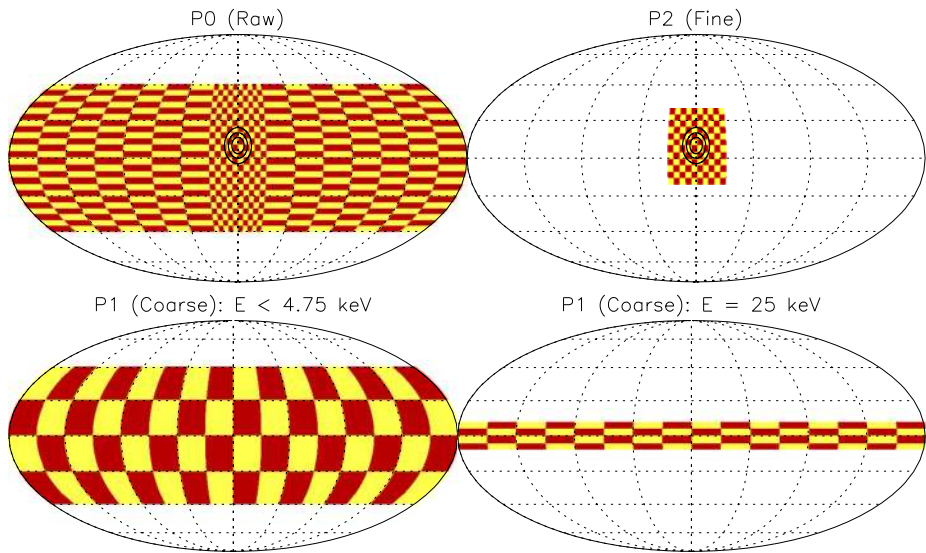 P0 (Raw)
P2 (Fine)
P1 (Coarse): E < 4.75 keV
P1 (Coarse): E = 25 keV